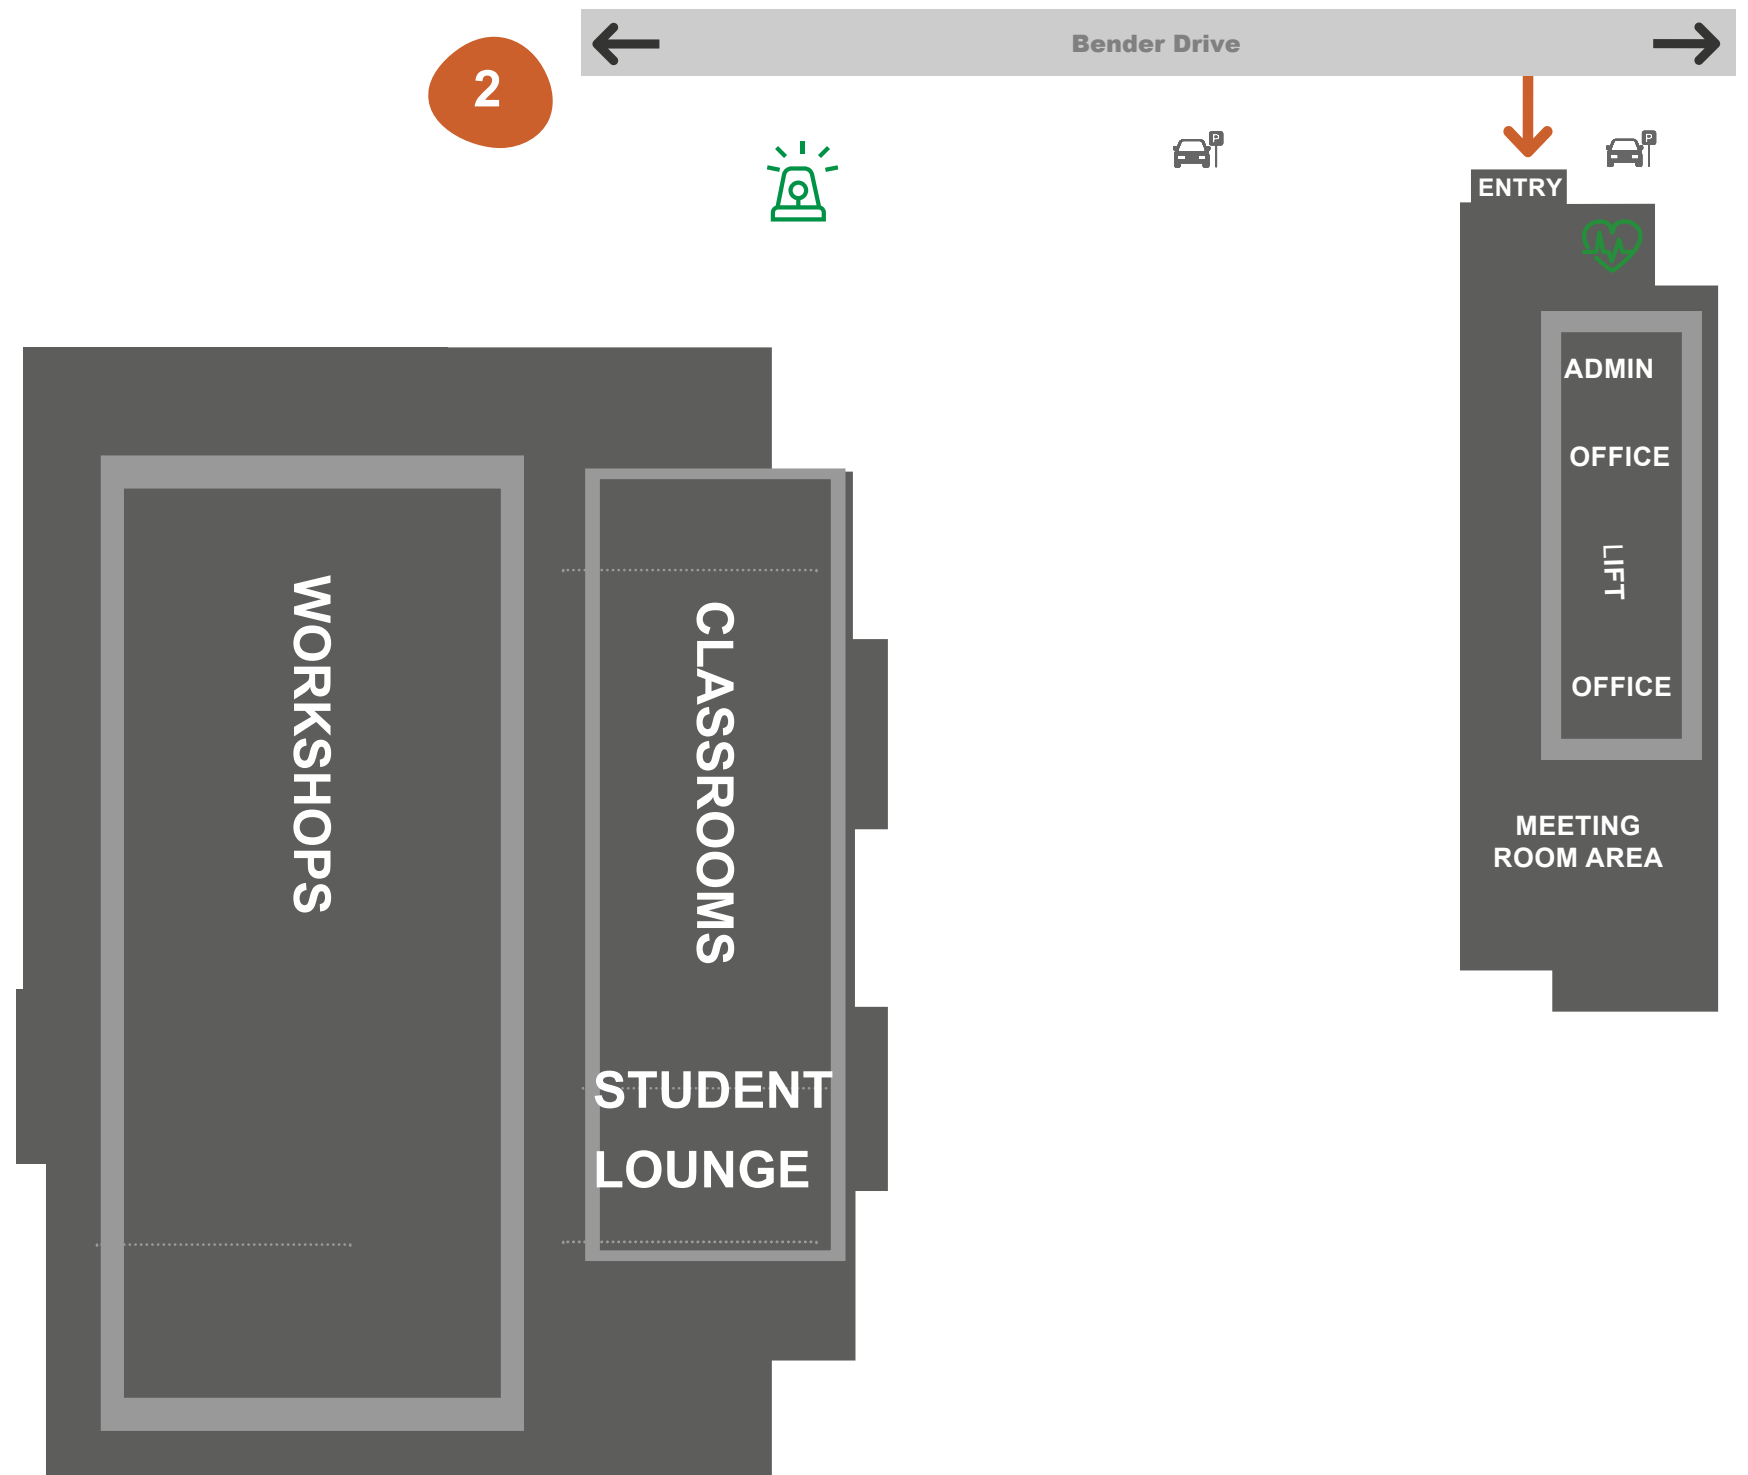 Bender Drive
2
P
P
ENTRY
ADMIN
OFFICE
LIFT
OFFICE
MEETING
ROOM AREA
WORKSHOPS
CLASSROOMS
STUDENT
LOUNGE